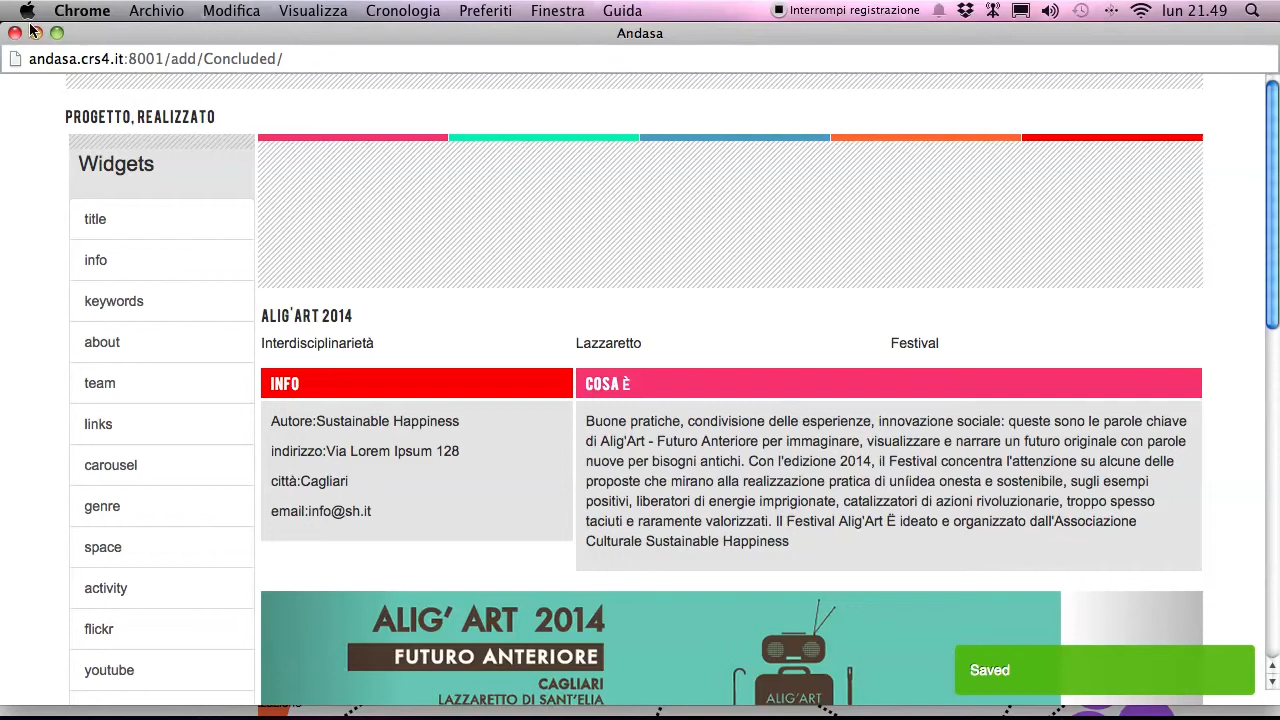 Chrome Archivio Modifica Visualizza Cronologia Preferiti Finestra Guida Interrompi registrazione lun 21.49
Andasa
andasa.crs4.it:8001/add/Concluded/
PROGETTO, REALIZZATO
Widgets
title
info
keywords
about
team
links
carousel
genre
space
activity
flickr
youtube
ALIG'ART 2014
Interdisciplinarietà Lazzaretto Festival
INFO
Autore:Sustainable Happiness
indirizzo:Via Lorem Ipsum 128
città:Cagliari
email:info@sh.it
COSA È
Buone pratiche, condivisione delle esperienze, innovazione sociale: queste sono le parole chiave
di Alig'Art - Futuro Anteriore per immaginare, visualizzare e narrare un futuro originale con parole
nuove per bisogni antichi. Con l'edizione 2014, il Festival concentra l'attenzione su alcune delle
proposte che mirano alla realizzazione pratica di uníidea onesta e sostenibile, sugli esempi
positivi, liberatori di energie imprigionate, catalizzatori di azioni rivoluzionarie, troppo spesso
taciuti e raramente valorizzati. Il Festival Alig'Art Ë ideato e organizzato dall'Associazione
Culturale Sustainable Happiness
ALIG' ART 2014
FUTURO ANTERIORE
CAGLIARI
LAZZARETTO DI SANT'ELIA
ALIG'ART
Saved